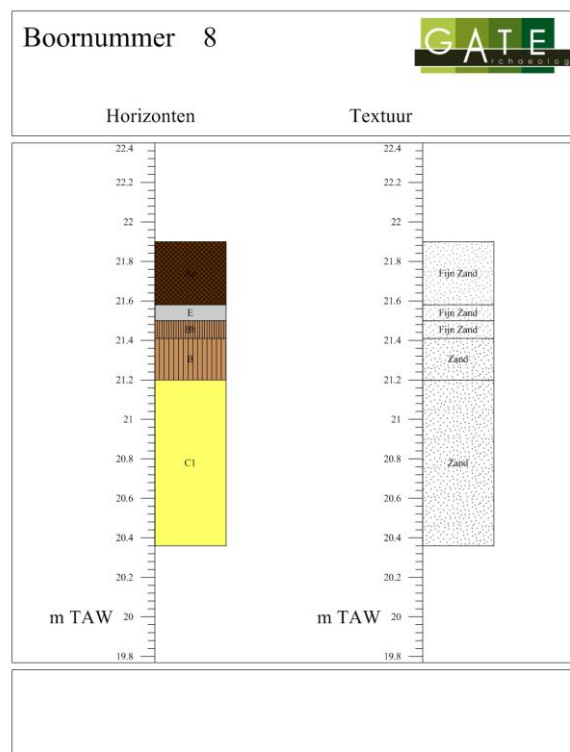 Boornummer 8
GATE
rchaeolog
Horizonten Textuur
22.4 22.4
22.2 22.2
22 22
21.8 Ap 21.8 Fijn Zand
21.6 21.6
E Fijn Zand
Bh Fijn Zand
21.4 21.4
B Zand
21.2 21.2
21 21
20.8 C1 20.8 Zand
20.6 20.6
20.4 20.4
20.2 20.2
m TAW 20 m TAW 20
19.8 19.8